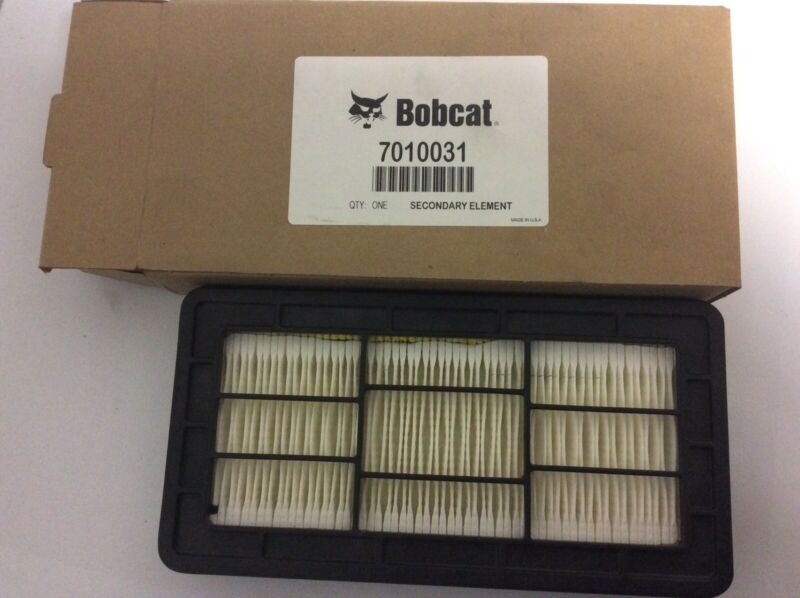 Bobcat®
7010031
QTY: ONE SECONDARY ELEMENT
MADE IN U.S.A.